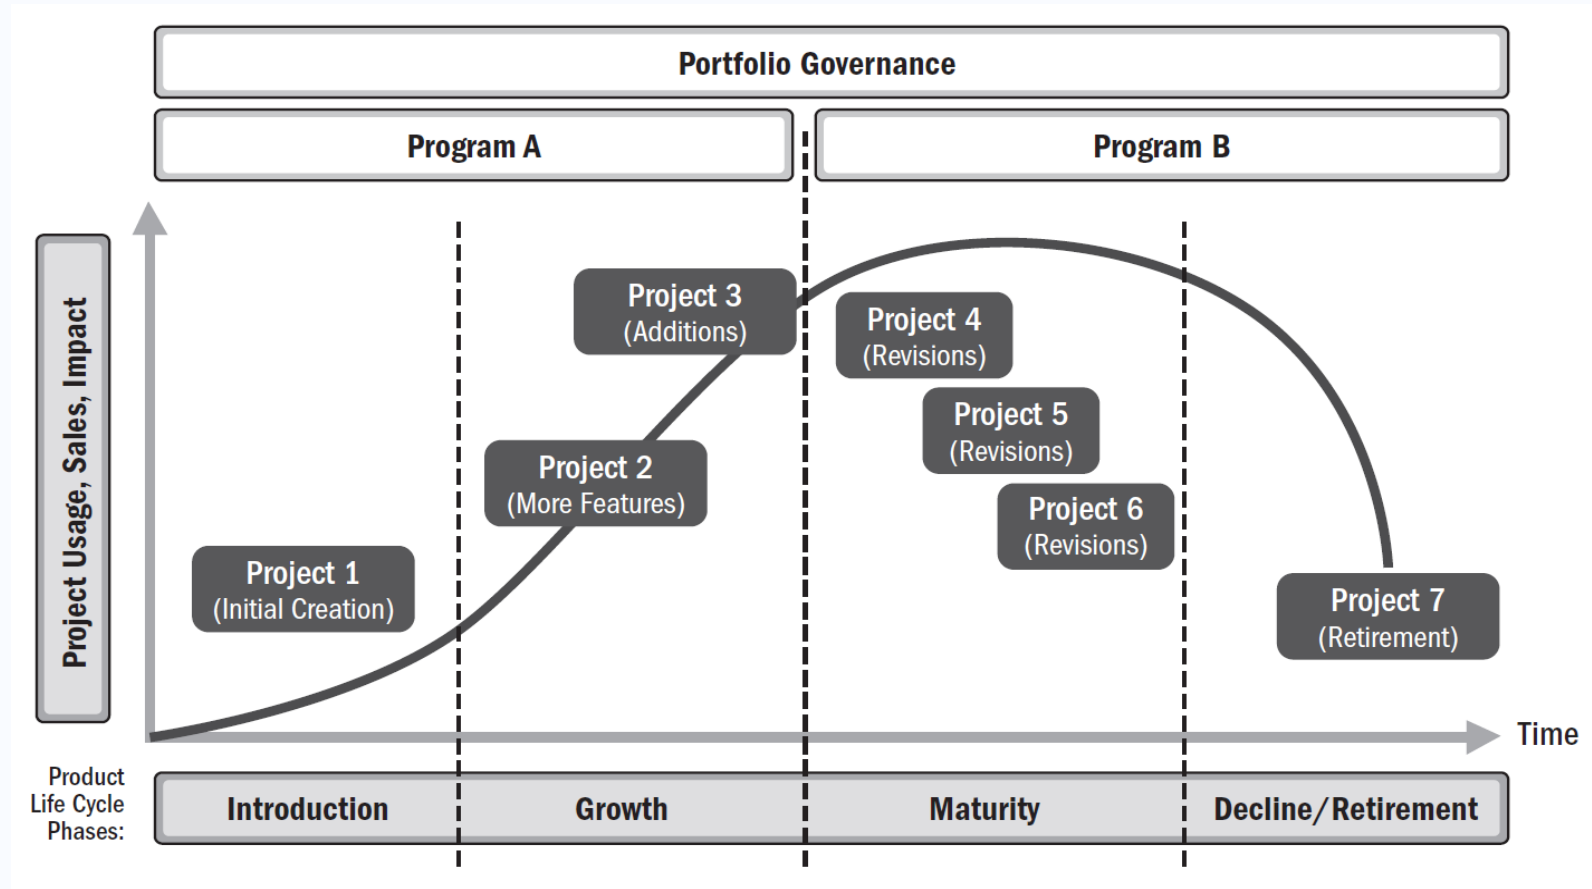 Portfolio Governance
Program A
Program B
Project Usage, Sales, Impact
Project 3
(Additions)
Project 4
(Revisions)
Project 5
(Revisions)
Project 2
(More Features)
Project 6
(Revisions)
Project 1
(Initial Creation)
Project 7
(Retirement)
Time
Product
Life Cycle
Phases:
Introduction
Growth
Maturity
Decline/Retirement